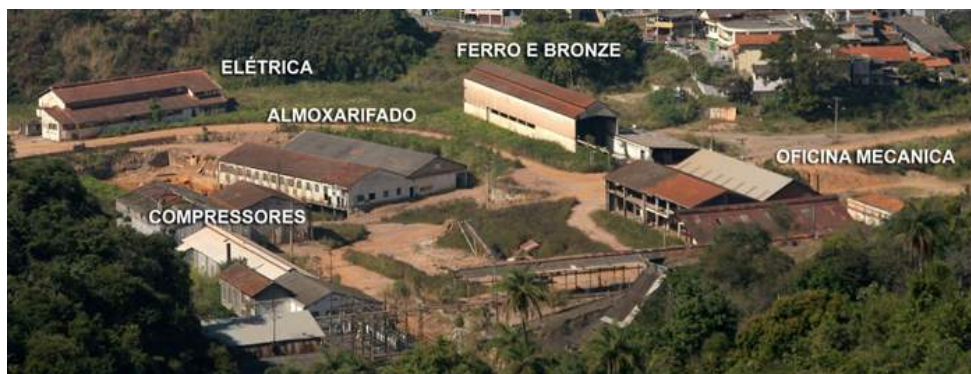 FERRO E BRONZE
ELÉTRICA
ALMOXARIFADO
OFICINA MECANICA
COMPRESSORES